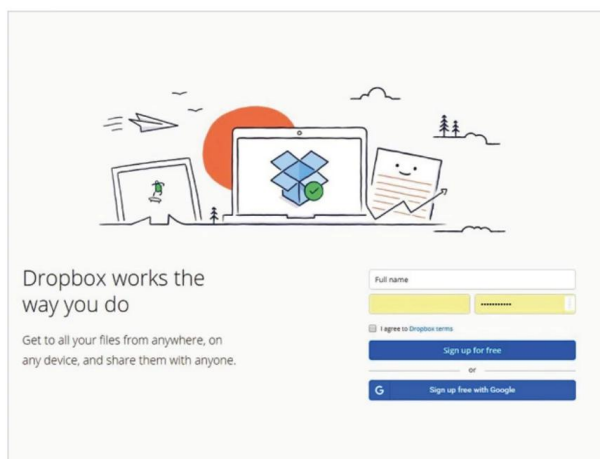 Dropbox works the
way you do
Get to all your files from anywhere, on
any device, and share them with anyone.
Full name
••••••••••••
I agree to Dropbox terms
Sign up for free
or
G Sign up free with Google